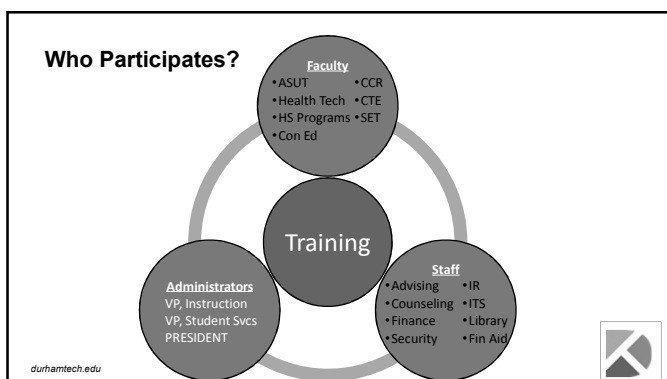 Who Participates?
Faculty
•ASUT •CCR
•Health Tech •CTE
•HS Programs •SET
•Con Ed
Training
Administrators
VP, Instruction
VP, Student Svcs
PRESIDENT
Staff
•Advising •IR
•Counseling •ITS
•Finance •Library
•Security •Fin Aid
durhamtech.edu